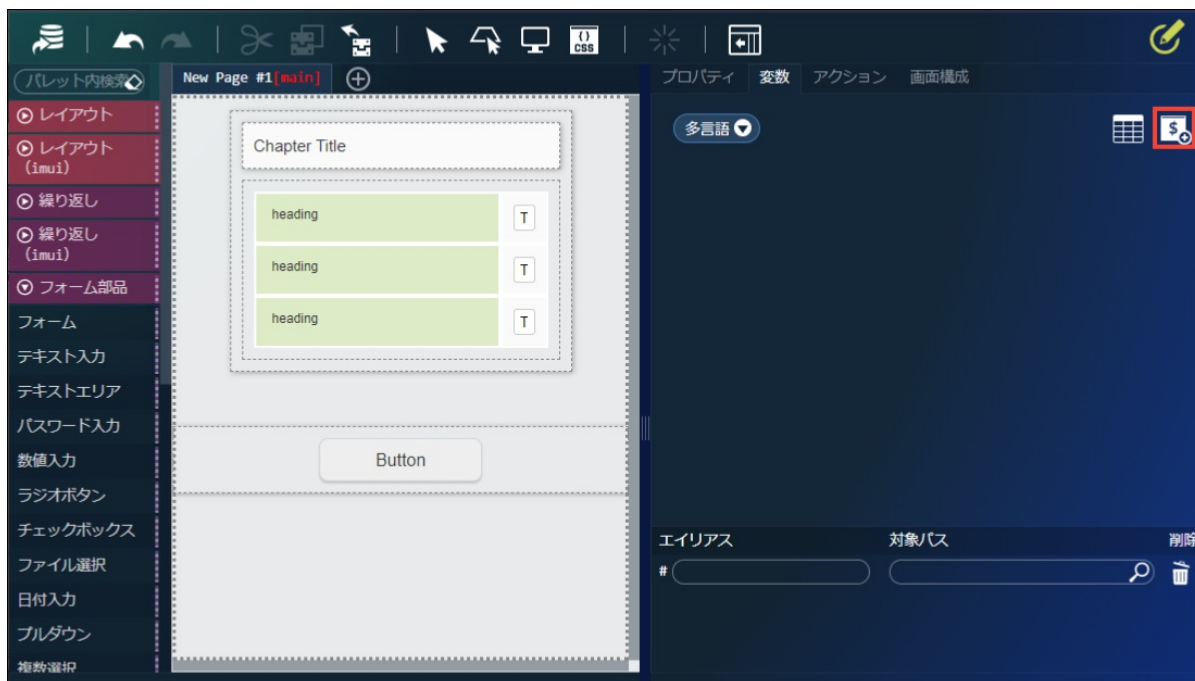 {}
CSS
パレット内検索
New Page #1[main]
プロパティ 変数 アクション 画面構成
レイアウト
レイアウト
(imui)
繰り返し
繰り返し
(imui)
フォーム部品
フォーム
テキスト入力
テキストエリア
パスワード入力
数値入力
ラジオボタン
チェックボックス
ファイル選択
日付入力
プルダウン
複数選択
Chapter Title
heading T
heading T
heading T
Button
多言語
$
エイリアス 対象パス 削除
#